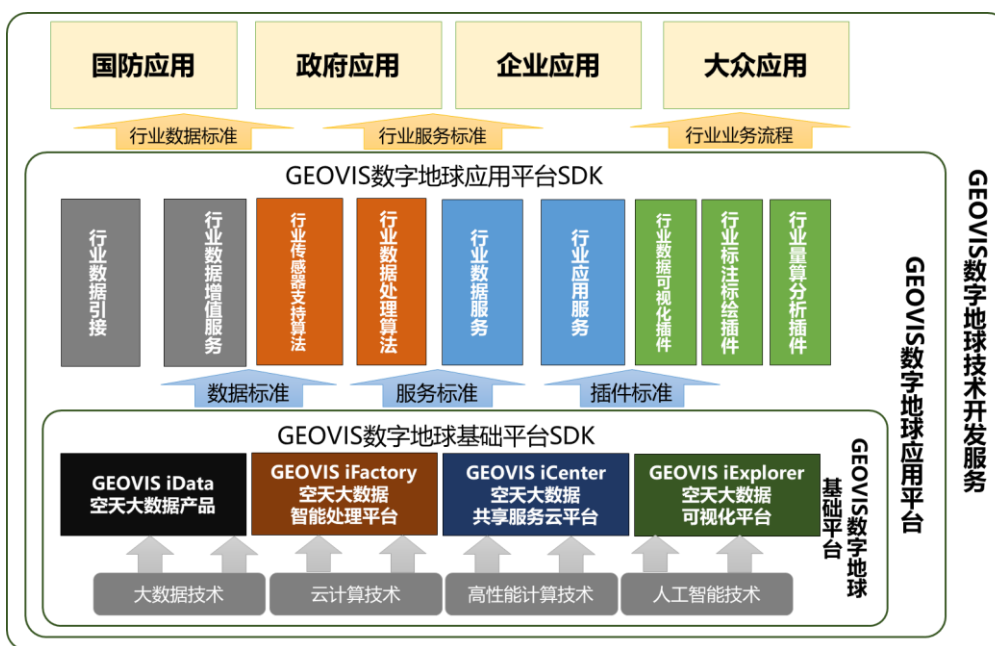 国防应用
政府应用
企业应用
大众应用
行业数据标准
行业服务标准
行业业务流程
GEOVIS数字地球应用平台SDK
行业数据引接
行业数据增值服务
行业传感器支持算法
行业数据处理算法
行业数据服务
行业应用服务
行业数据可视化插件
行业标注标绘插件
行业量算分析插件
数据标准
服务标准
插件标准
GEOVIS数字地球基础平台SDK
GEOVIS iData
空天大数据产品
GEOVIS iFactory
空天大数据
智能处理平台
GEOVIS iCenter
空天大数据
共享服务云平台
GEOVIS iExplorer
空天大数据
可视化平台
大数据技术
云计算技术
高性能计算技术
人工智能技术
GEOVIS数字地球
基础平台
GEOVIS数字地球应用平台
GEOVIS数字地球技术开发服务